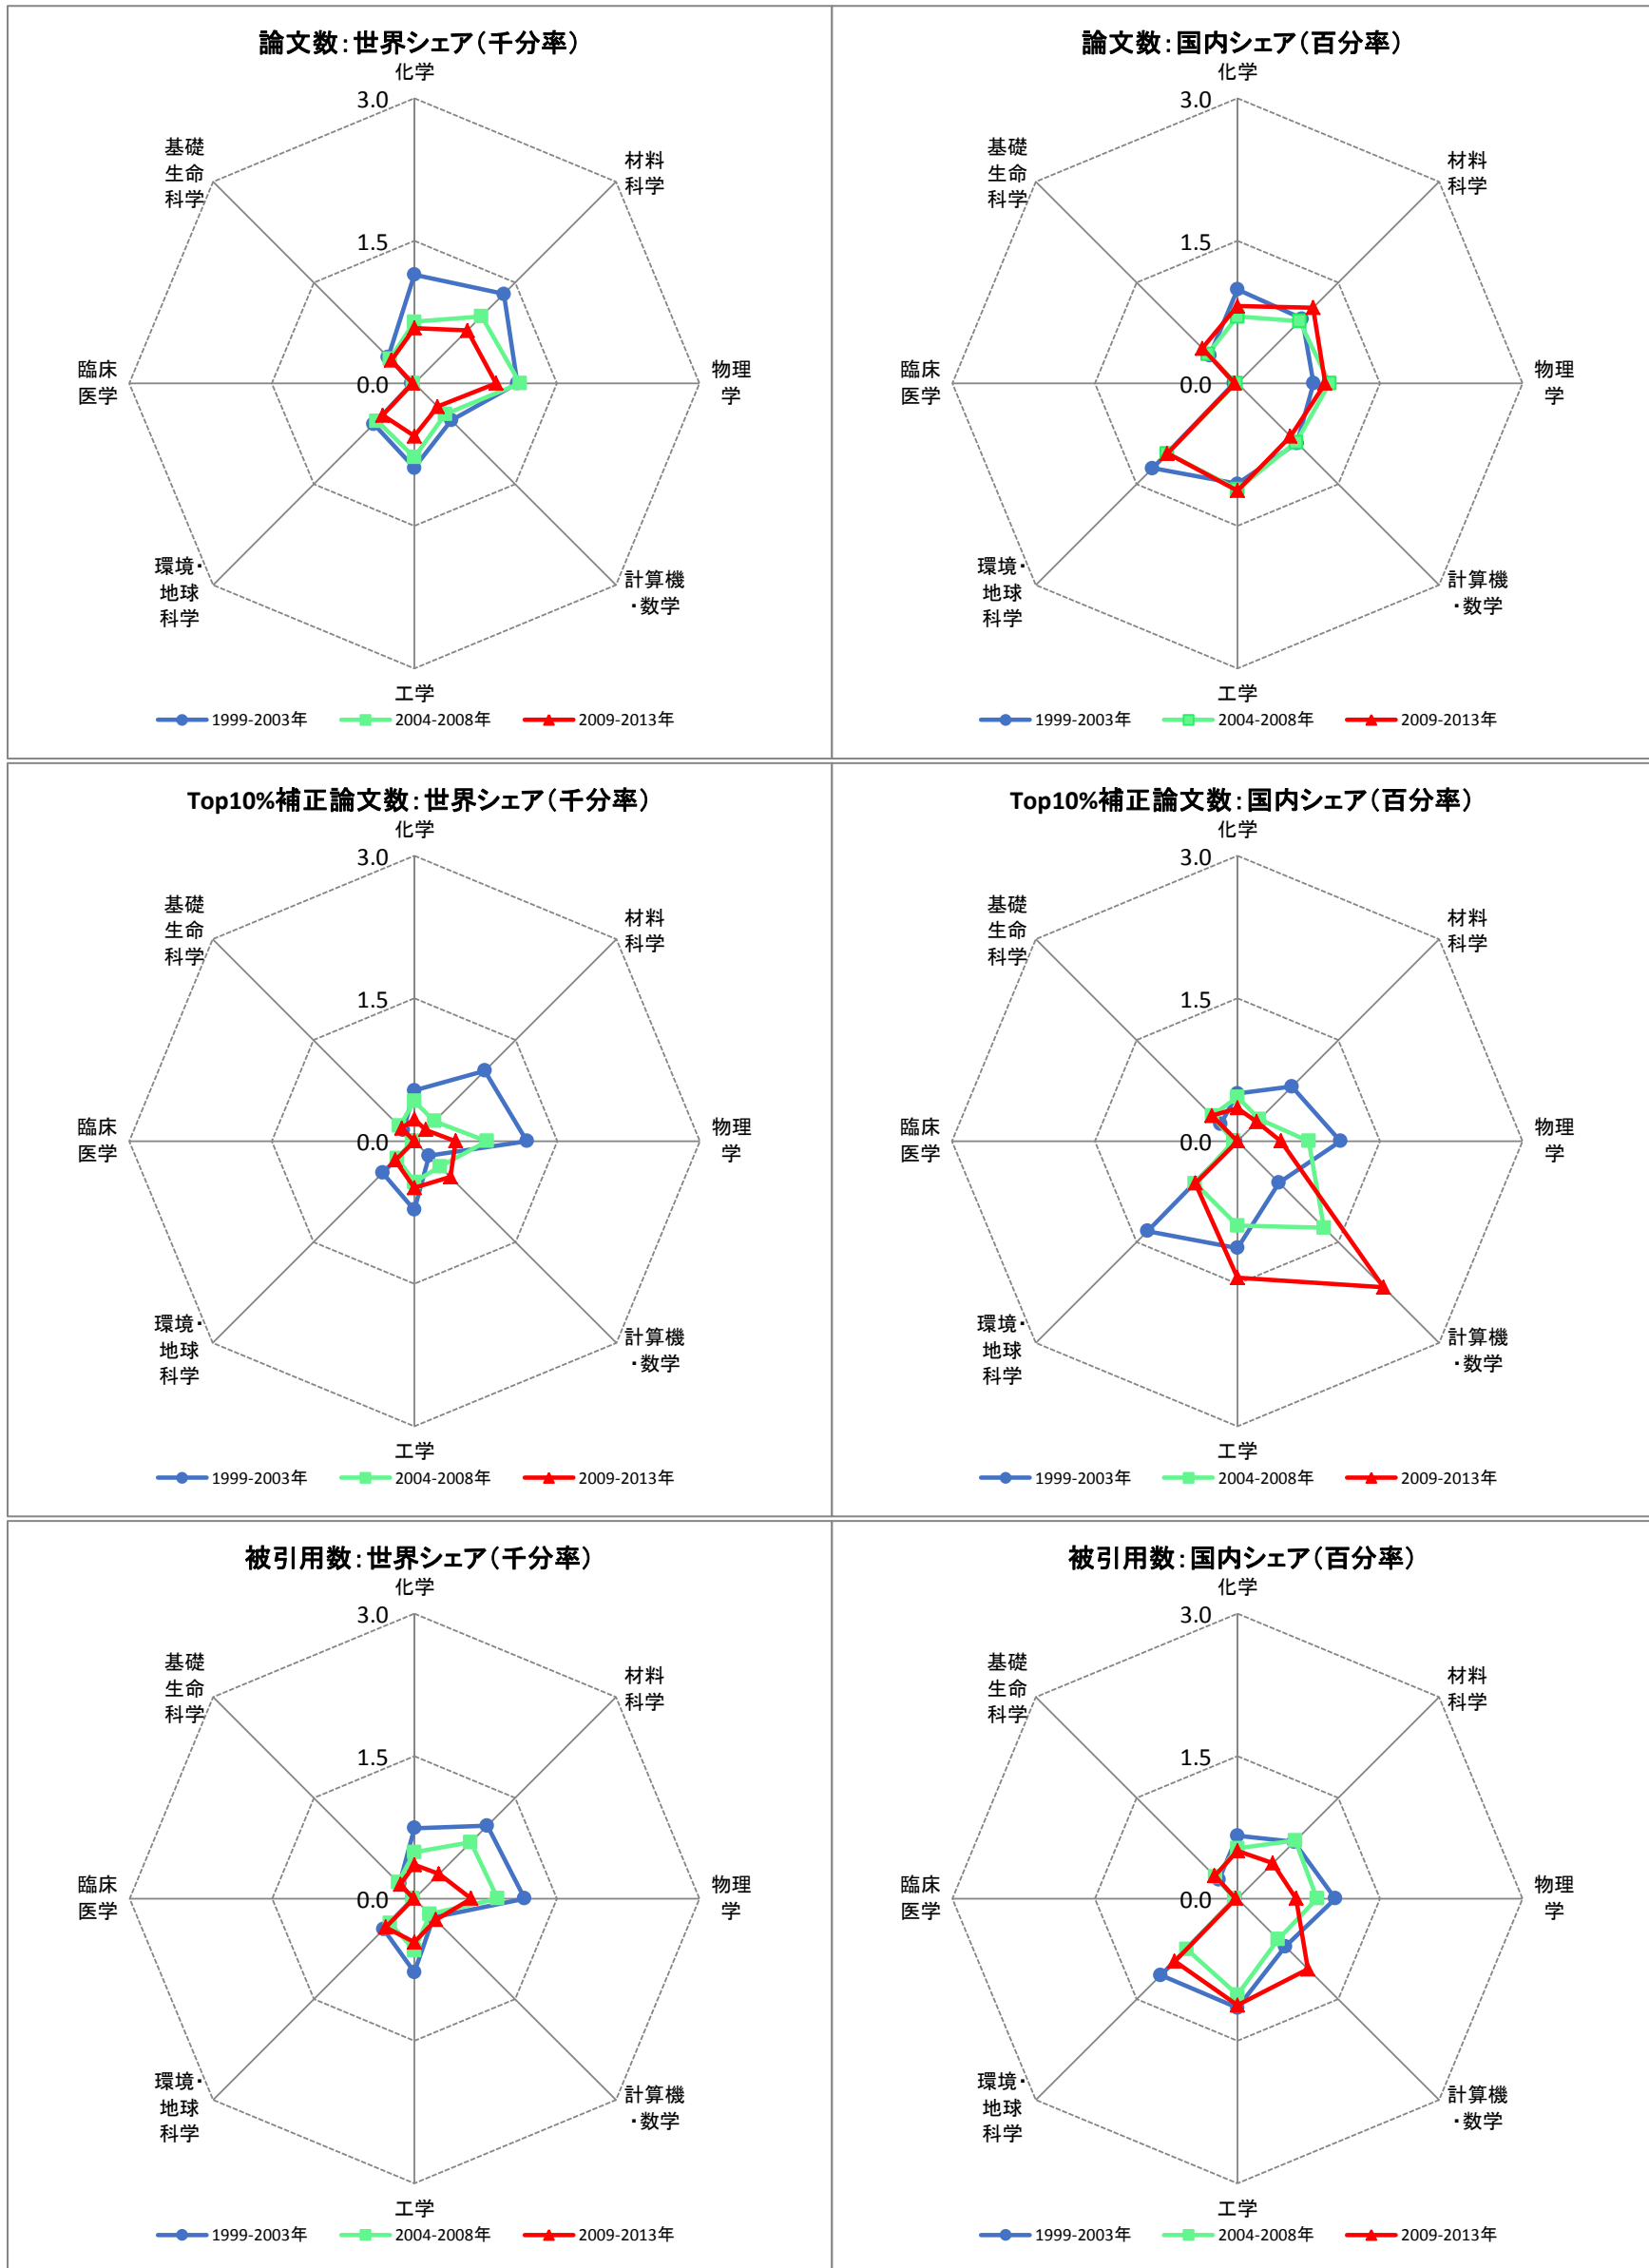 論文数：世界シェア（千分率）
化学
3.0
基礎
生命
科学
材料
科学
1.5
臨床
医学
0.0
物理
学
環境・
地球
科学
計算機
・数学
工学
1999-2003年
2004-2008年
2009-2013年
論文数：国内シェア（百分率）
化学
3.0
基礎
生命
科学
材料
科学
1.5
臨床
医学
0.0
物理
学
環境・
地球
科学
計算機
・数学
工学
1999-2003年
2004-2008年
2009-2013年
Top10%補正論文数：世界シェア（千分率）
化学
3.0
基礎
生命
科学
材料
科学
1.5
臨床
医学
0.0
物理
学
環境・
地球
科学
計算機
・数学
工学
1999-2003年
2004-2008年
2009-2013年
Top10%補正論文数：国内シェア（百分率）
化学
3.0
基礎
生命
科学
材料
科学
1.5
臨床
医学
0.0
物理
学
環境・
地球
科学
計算機
・数学
工学
1999-2003年
2004-2008年
2009-2013年
被引用数：世界シェア（千分率）
化学
3.0
基礎
生命
科学
材料
科学
1.5
臨床
医学
0.0
物理
学
環境・
地球
科学
計算機
・数学
工学
1999-2003年
2004-2008年
2009-2013年
被引用数：国内シェア（百分率）
化学
3.0
基礎
生命
科学
材料
科学
1.5
臨床
医学
0.0
物理
学
環境・
地球
科学
計算機
・数学
工学
1999-2003年
2004-2008年
2009-2013年